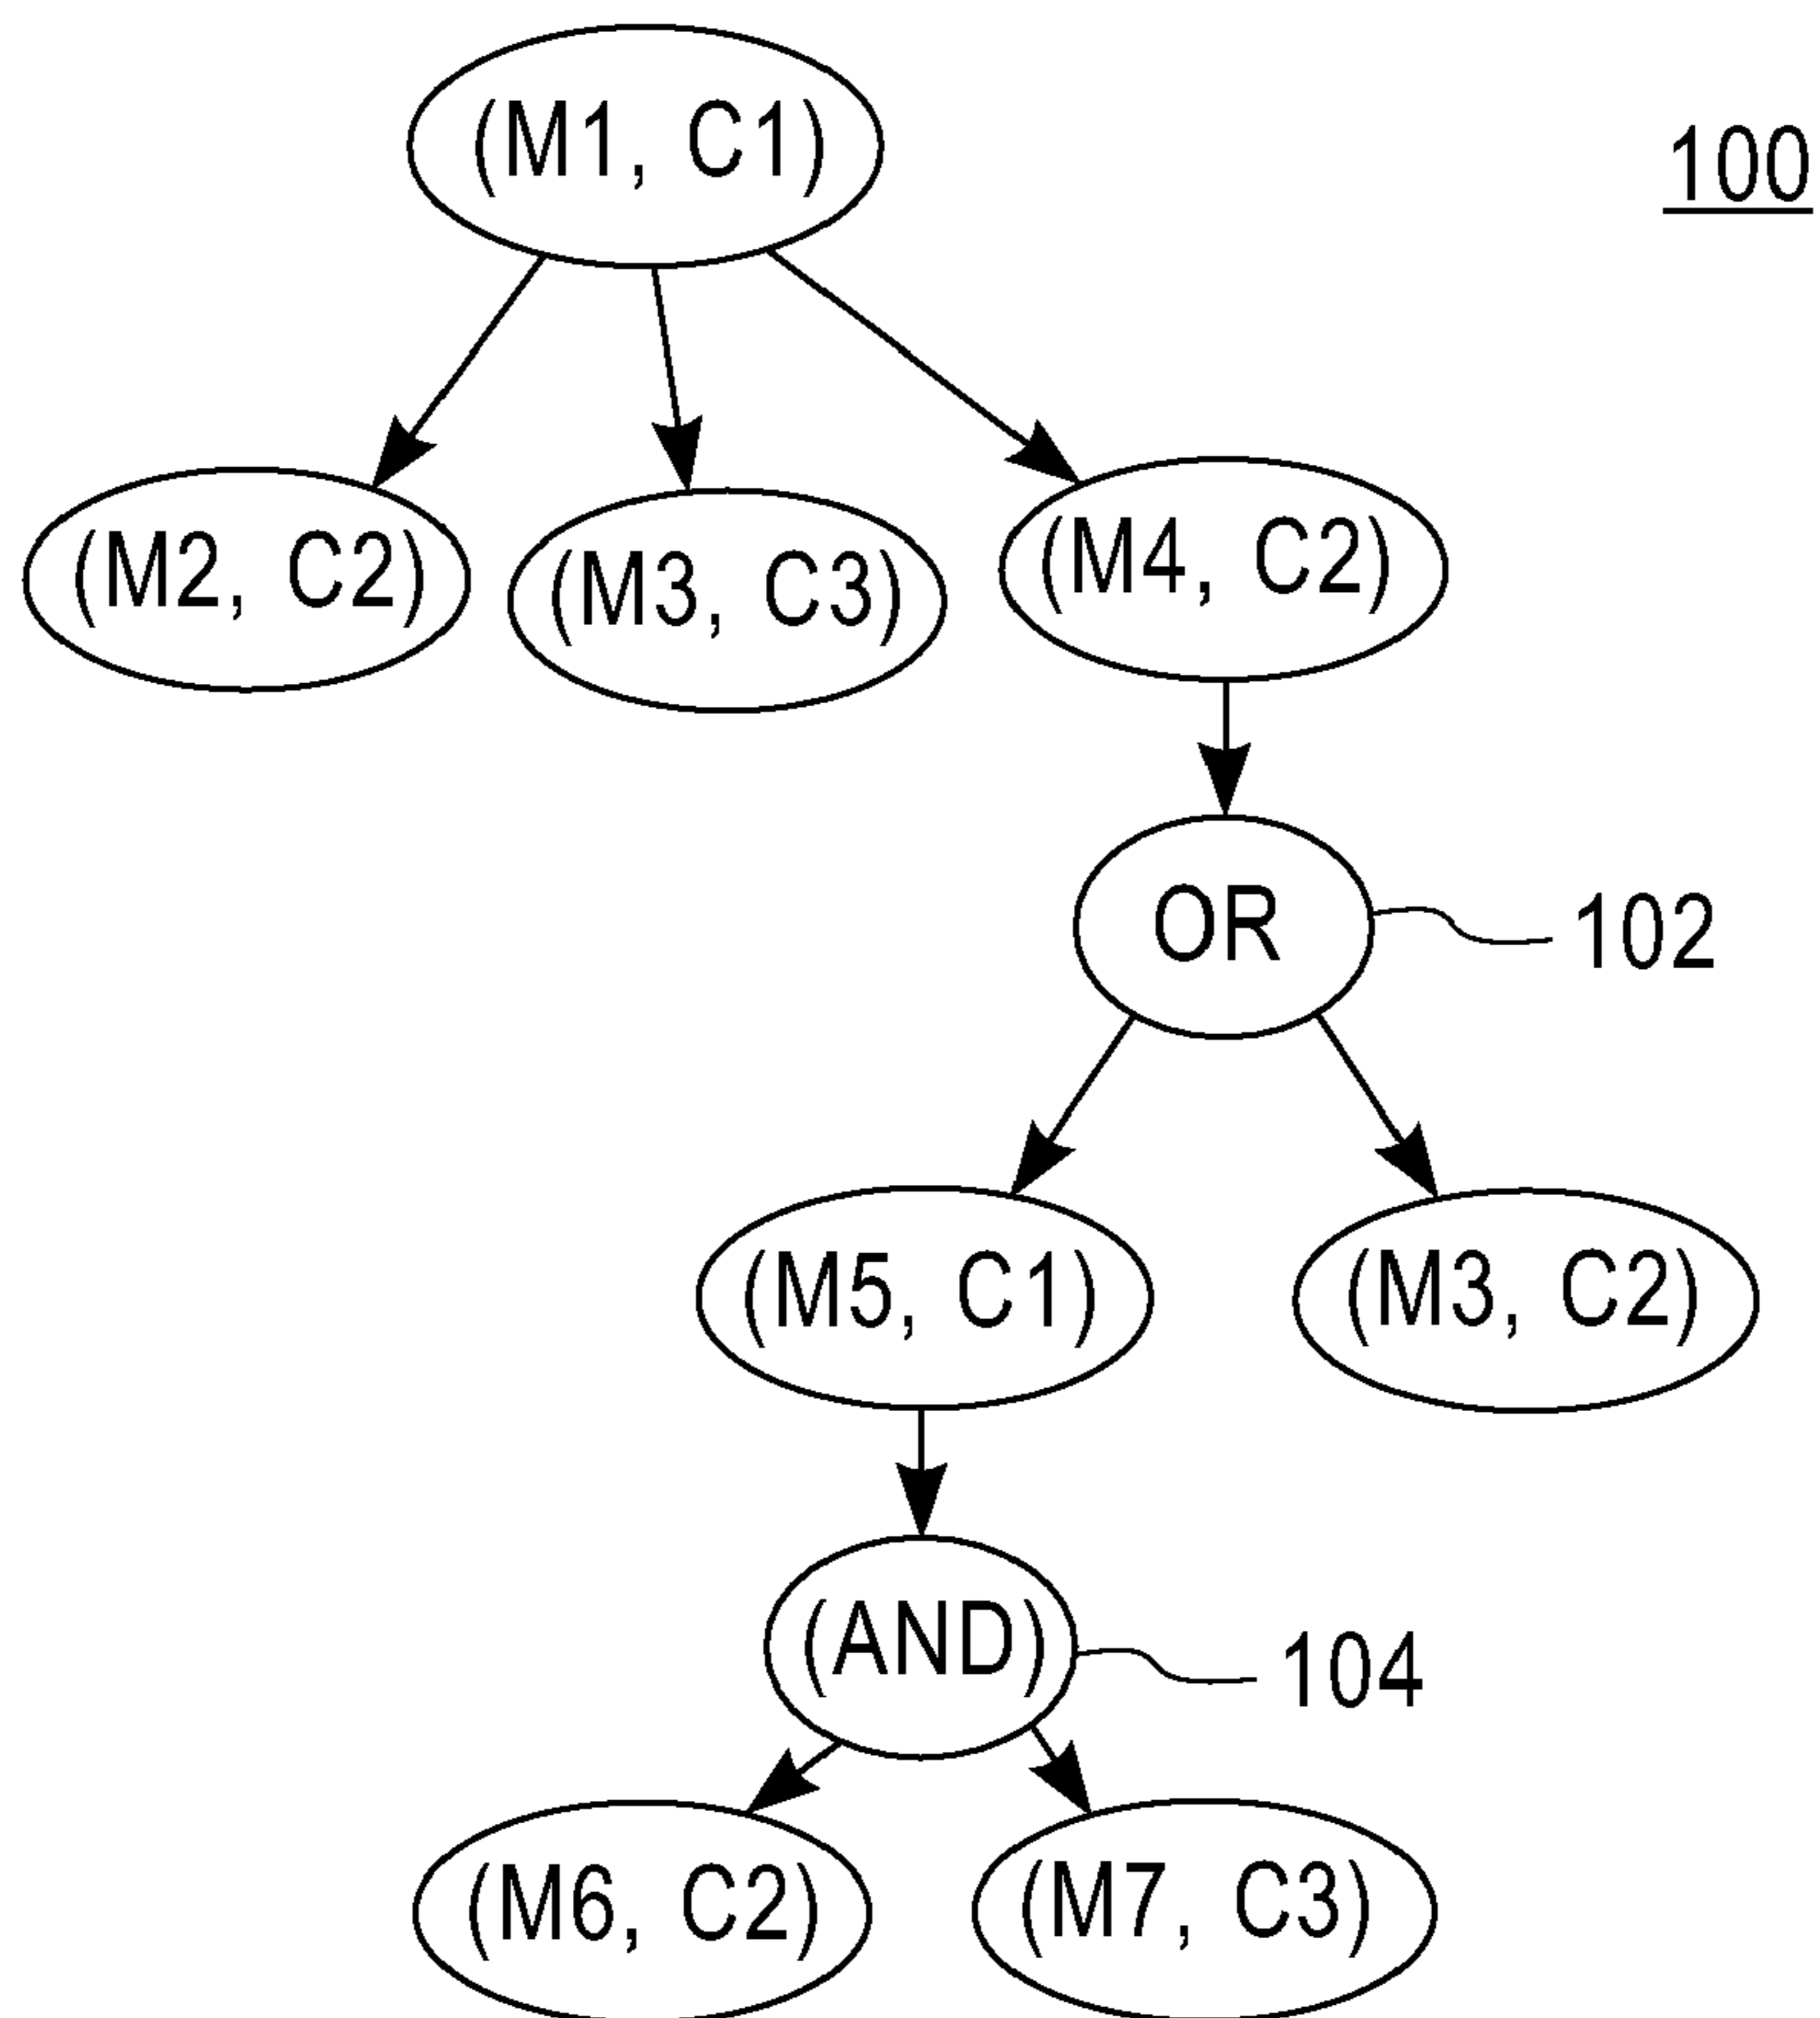 (M1, C1)
100
(M2, C2)
(M3, C3)
(M4, C2)
OR
102
(M5, C1)
(M3, C2)
(AND)
104
(M6, C2)
(M7, C3)